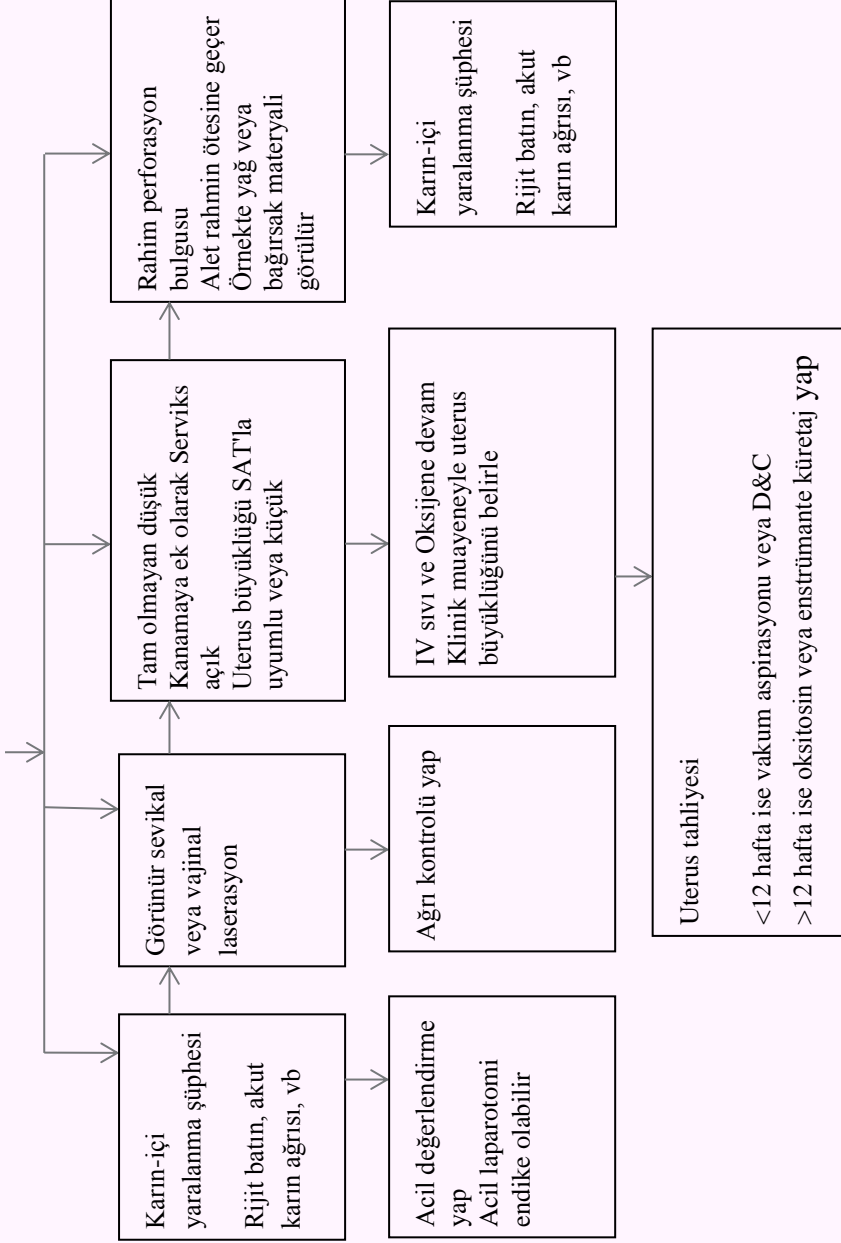 Karın-içi
yaralanma şüphesi
Rijit batın, akut
karın ağrısı, vb
Görünür sevikal
veya vajinal
laserasyon
Tam olmayan düşük
Kanamaya ek olarak Serviks
açık
Uterus büyüklüğü SAT'la
uyumlu veya küçük
Rahim perforasyon
bulgusu
Alet rahmin ötesine geçer
Örnekte yağ veya
bağırsak materyali
görülür
Acil değerlendirme
yap
Acil laparotomi
endike olabilir
Ağrı kontrolü yap
IV sıvı ve Oksijene devam
Klinik muayeneyle uterus
büyüklüğünü belirle
Karın-içi
yaralanma şüphesi
Rijit batın, akut
karın ağrısı, vb
Uterus tahliyesi
<12 hafta ise vakum aspirasyonu veya D&C
>12 hafta ise oksitosin veya enstrümante küretaj yap